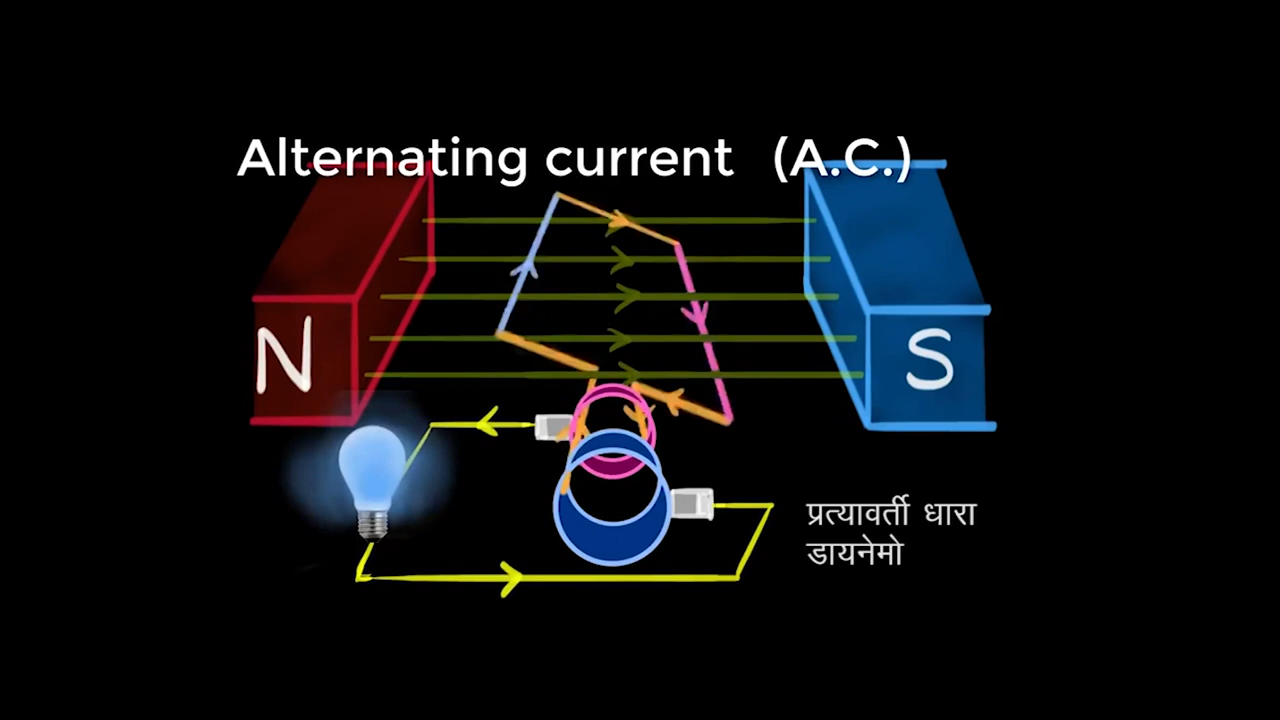 Alternating current (A.C.)
N
S
प्रत्यावर्ती धारा
डायनेमो